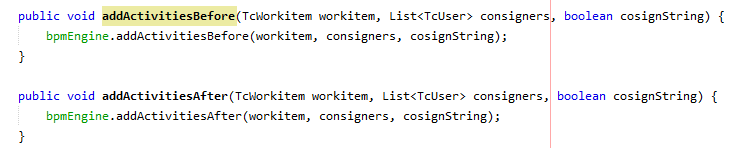 public void addActivitiesBefore(TcWorkitem workitem, List<TcUser> consigners, boolean cosignString) {
bpmEngine.addActivitiesBefore(workitem, consigners, cosignString);
}
public void addActivitiesAfter(TcWorkitem workitem, List<TcUser> consigners, boolean cosignString) {
bpmEngine.addActivitiesAfter(workitem, consigners, cosignString);
}